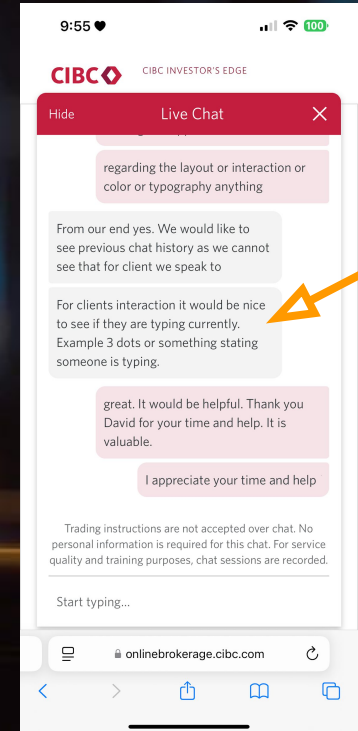 9:55
100
CIBC
CIBC INVESTOR'S EDGE
Hide
Live Chat
regarding the layout or interaction or
color or typography anything
From our end yes. We would like to
see previous chat history as we cannot
see that for client we speak to
For clients interaction it would be nice
to see if they are typing currently.
Example 3 dots or something stating
someone is typing.
great. It would be helpful. Thank you
David for your time and help. It is
valuable.
I appreciate your time and help
Trading instructions are not accepted over chat. No
personal information is required for this chat. For service
quality and training purposes, chat sessions are recorded.
Start typing...
onlinebrokerage.cibc.com